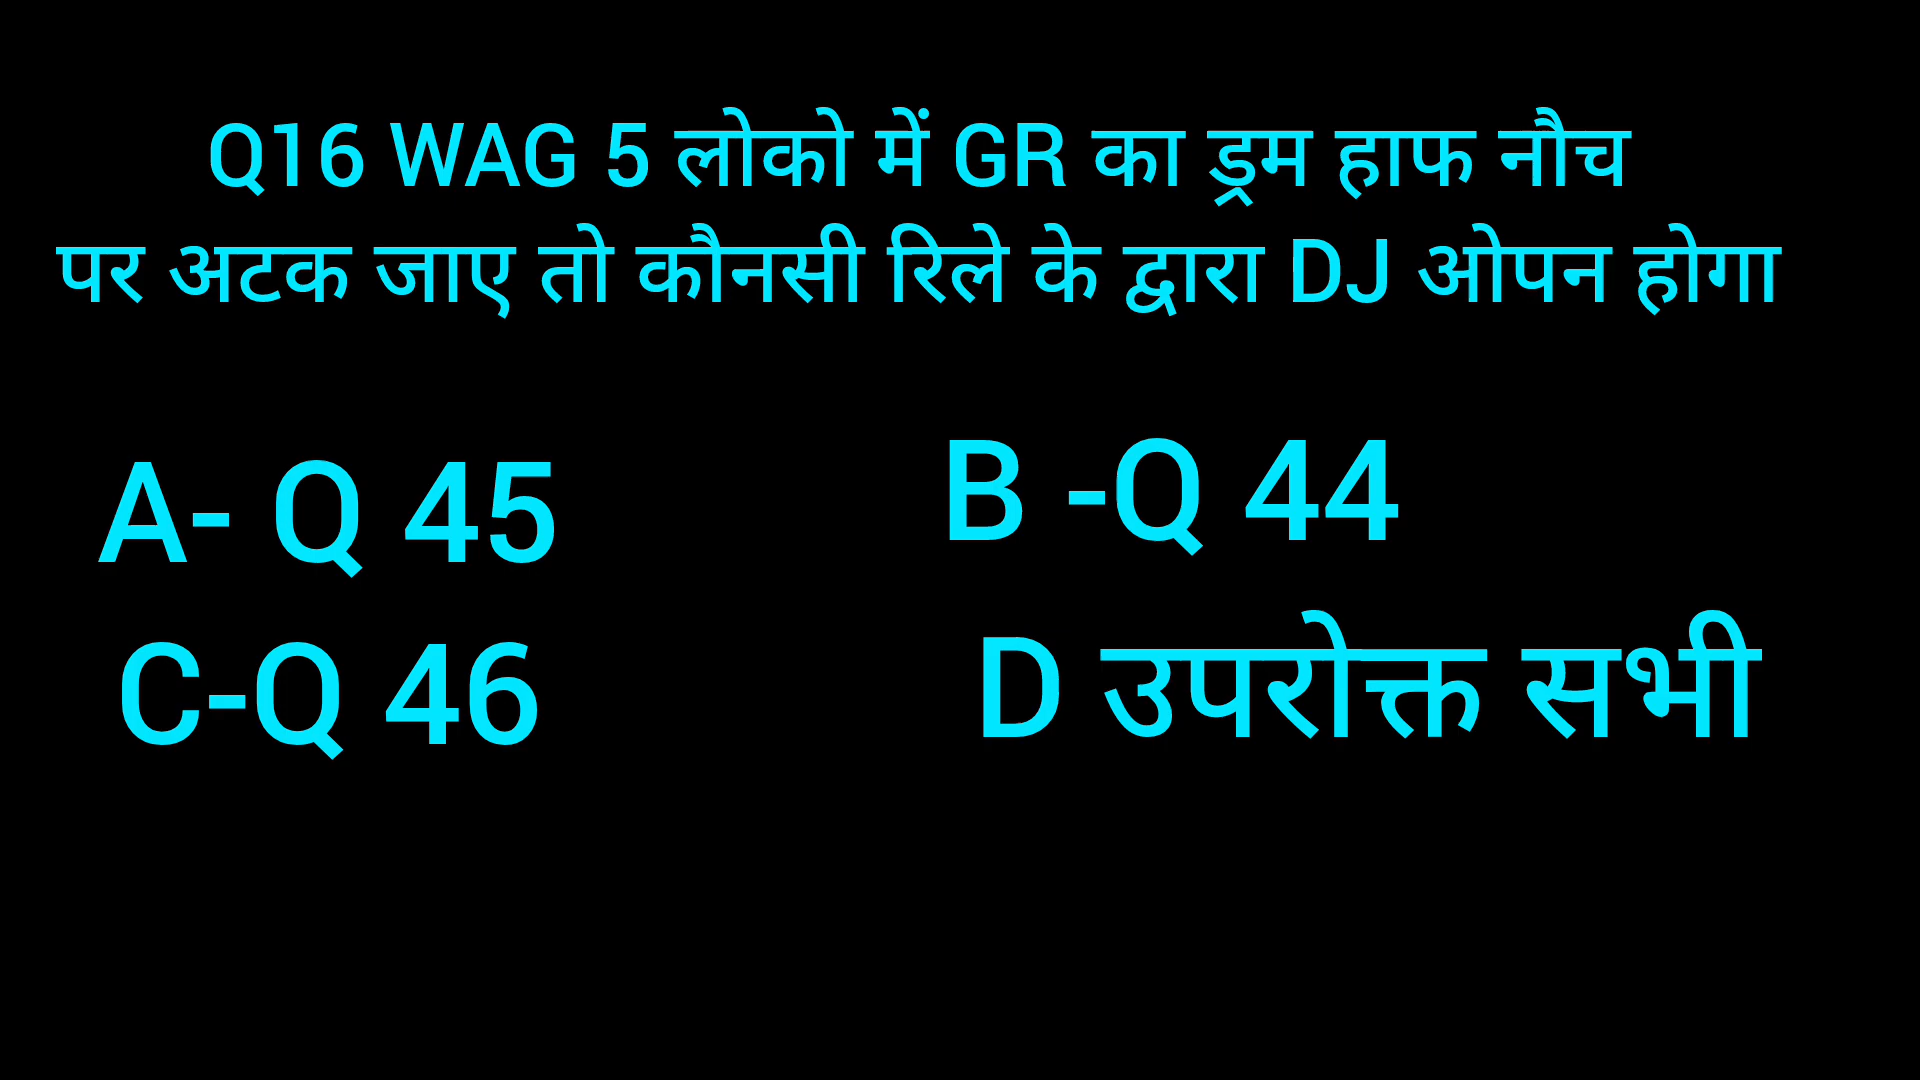 Q16 WAG 5 लोको में GR का ड्रम हाफ नौच
पर अटक जाए तो कौनसी रिले के द्वारा DJ ओपन होगा
A- Q 45
B -Q 44
C-Q 46
D उपरोक्त सभी